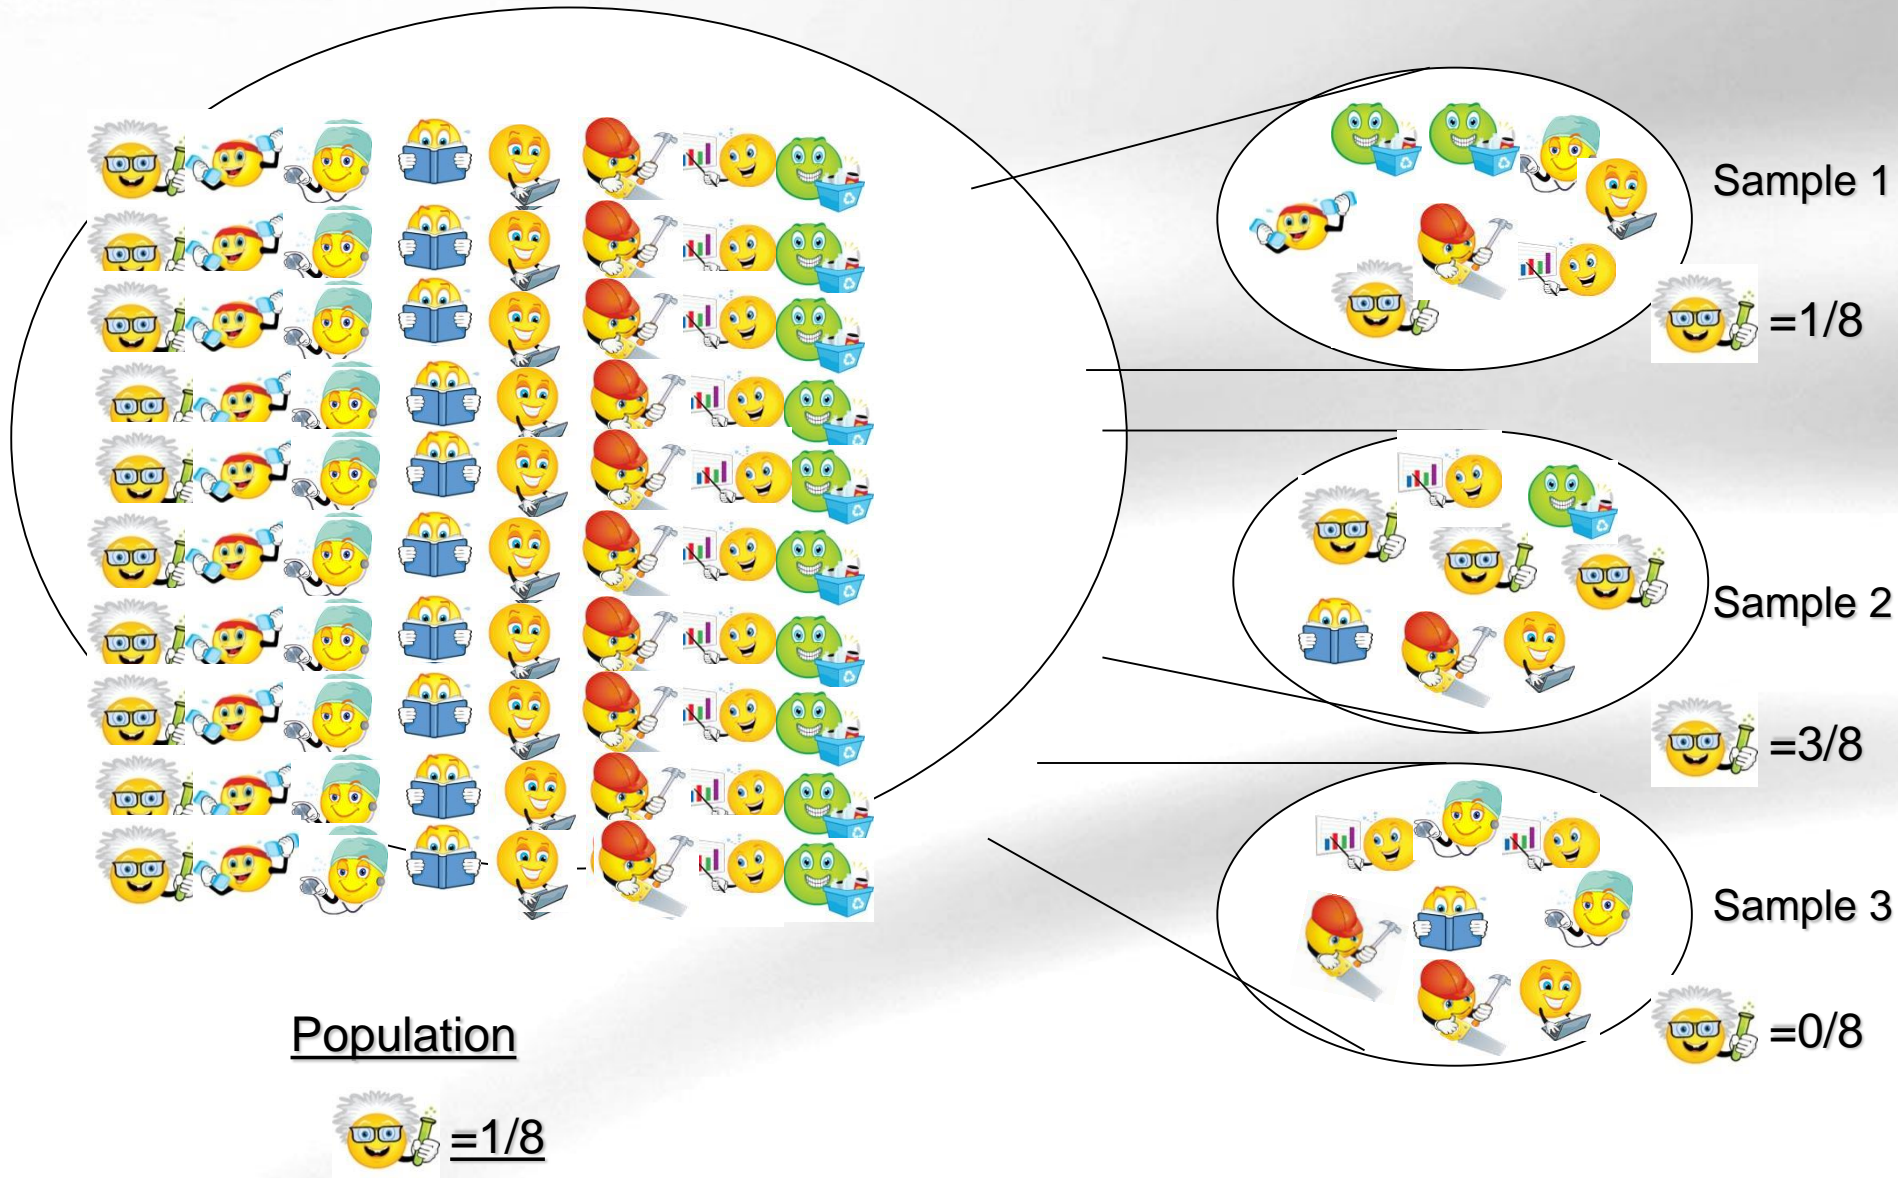 Sample 1
=1/8
Sample 2
=3/8
Sample 3
=0/8
Population
=1/8